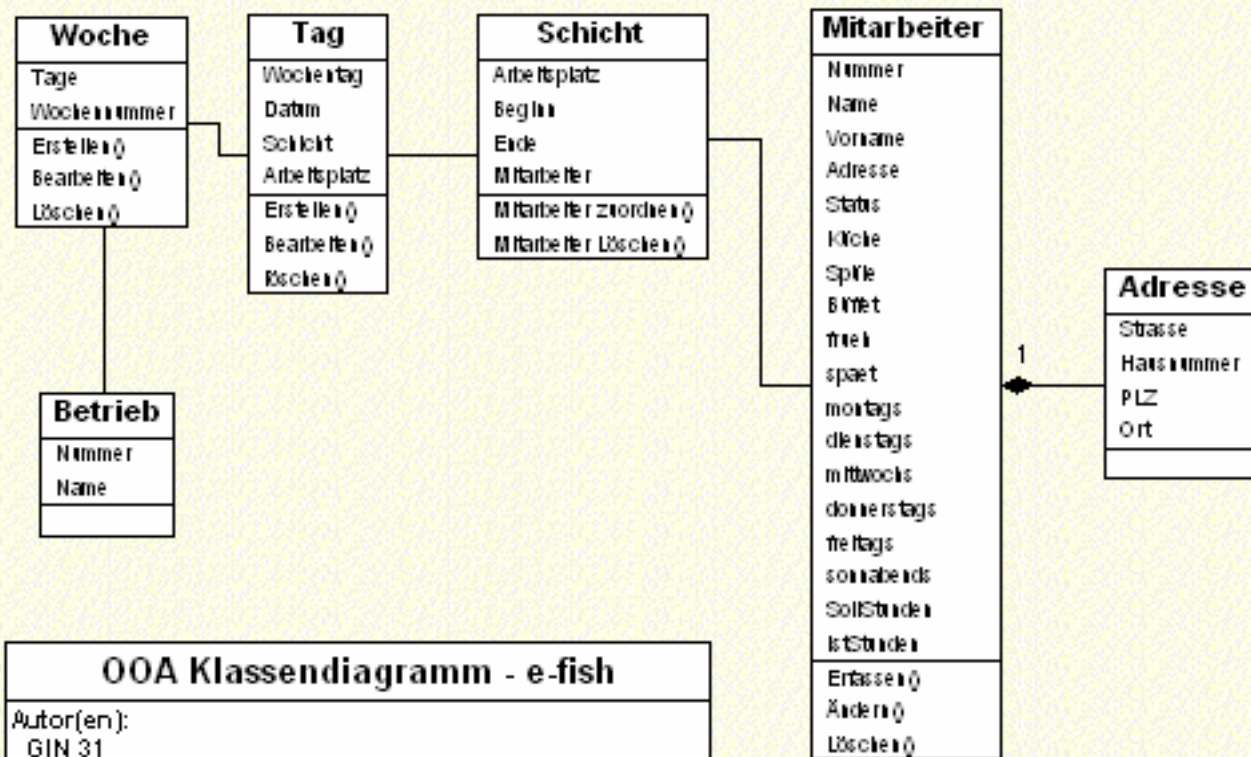 Woche
Tage
Wochennummer
Erstellen()
Bearbeiten()
Löschen()
Tag
Wochentag
Datum
Schicht
Arbeitsplatz
Erstellen()
Bearbeiten()
löschen()
Schicht
Arbeitsplatz
Beginn
Ende
Mitarbeiter
Mitarbeiter zuordnen()
Mitarbeiter Löschen()
Mitarbeiter
Nummer
Name
Vorname
Adresse
Status
Küche
Spüle
Büffet
frueh
spaet
montags
dienstags
mittwochs
donnerstags
freitags
sonnabends
SollStunden
IstStunden
Erfassen()
Ändern()
Löschen()
1
Adresse
Strasse
Hausnummer
PLZ
Ort
Betrieb
Nummer
Name
OOA Klassendiagramm - e-fish
Autor(en):
GIN 31